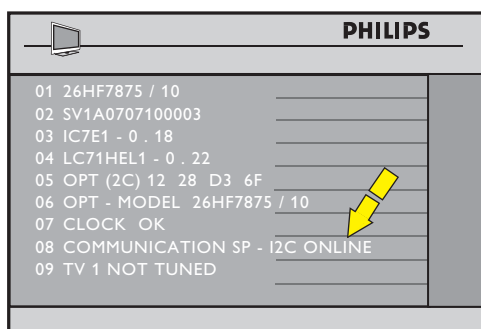 PHILIPS
01 26HF7875 / 10
02 SV1A0707100003
03 IC7E1 - 0 . 18
04 LC71HEL1 - 0 . 22
05 OPT (2C) 12 28 D3 6F
06 OPT - MODEL 26HF7875 / 10
07 CLOCK OK
08 COMMUNICATION SP - I2C ONLINE
09 TV 1 NOT TUNED